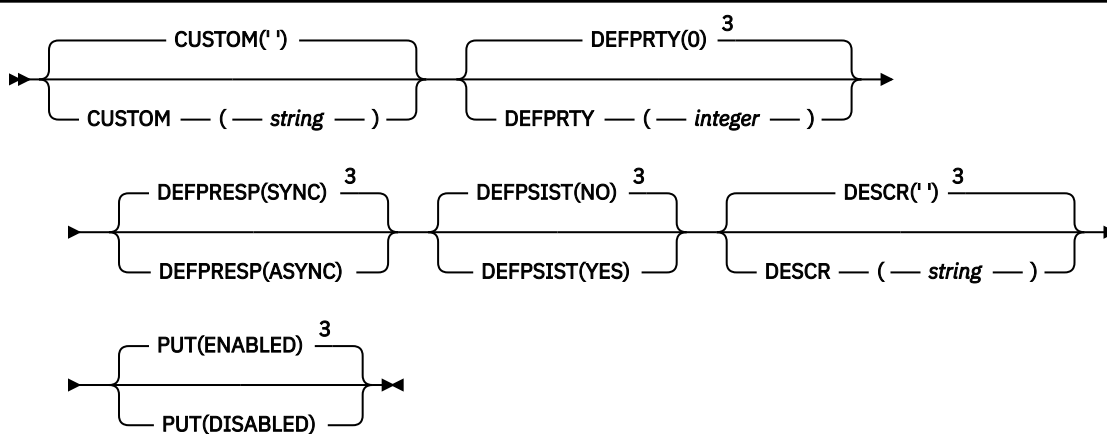 CUSTOM(' ') DEFPRTY(0) 3
CUSTOM ( string ) DEFPRTY ( integer )
DEFPRESP(SYNC) 3 DEFPSIST(NO) 3 DESCR(' ') 3
DEFPRESP(ASYNC) DEFPSIST(YES) DESCR ( string )
PUT(ENABLED) 3
PUT(DISABLED)